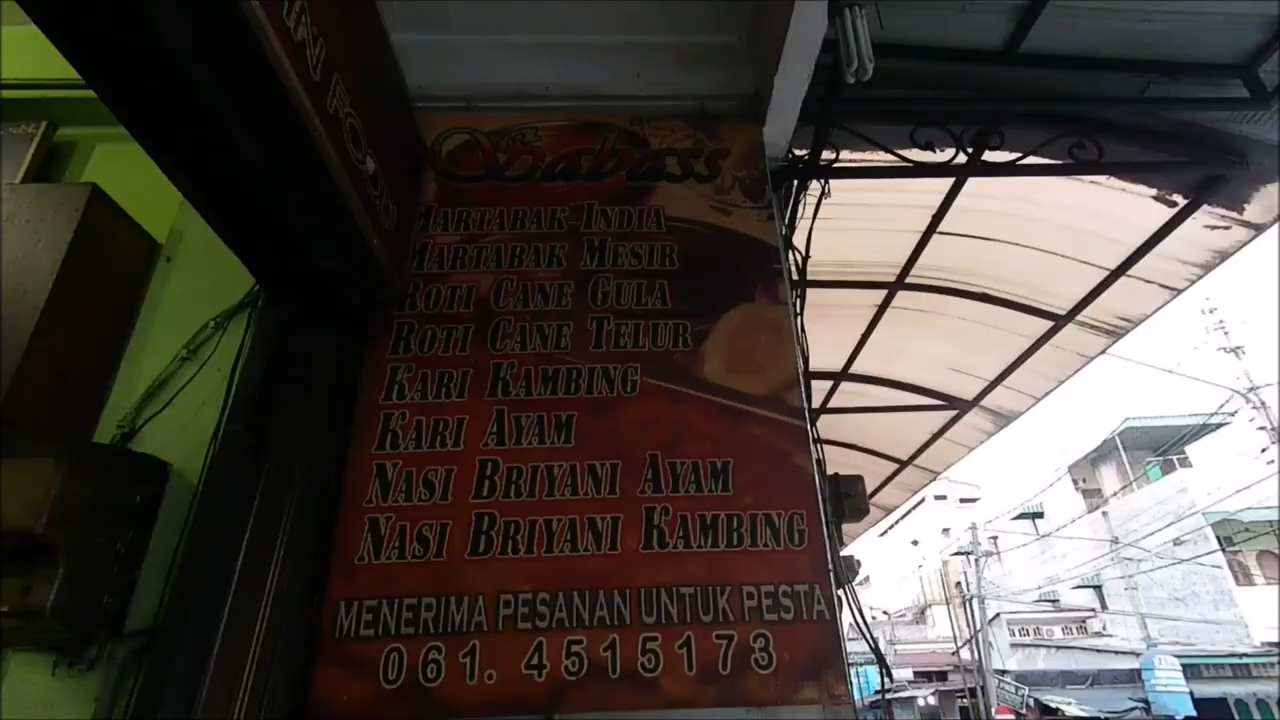 Sabass
MARTABAK INDIA
MARTABAK MESIR
ROTI CANE GULA
ROTI CANE TELUR
KARI KAMBING
KARI AYAM
NASI BRIYANI AYAM
NASI BRIYANI KAMBING
MENERIMA PESANAN UNTUK PESTA
061. 4515173